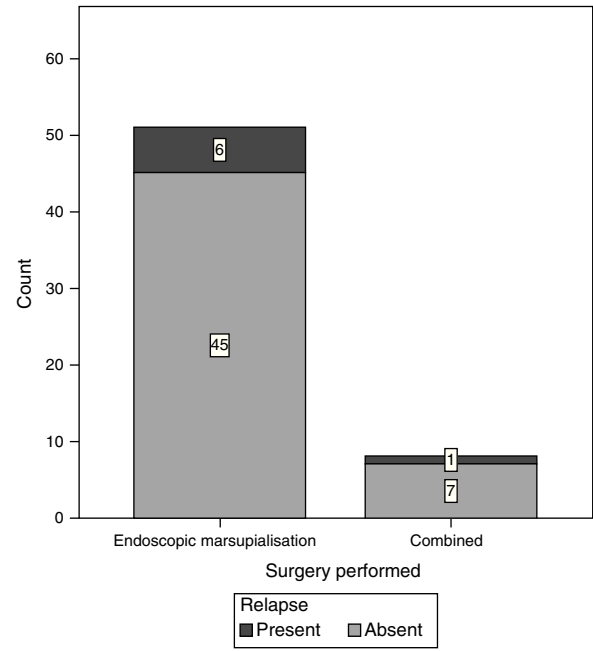 60
50
40
30
20
10
0
Count
6
45
1
7
Endoscopic marsupialisation Combined
Surgery performed
Relapse
Present Absent